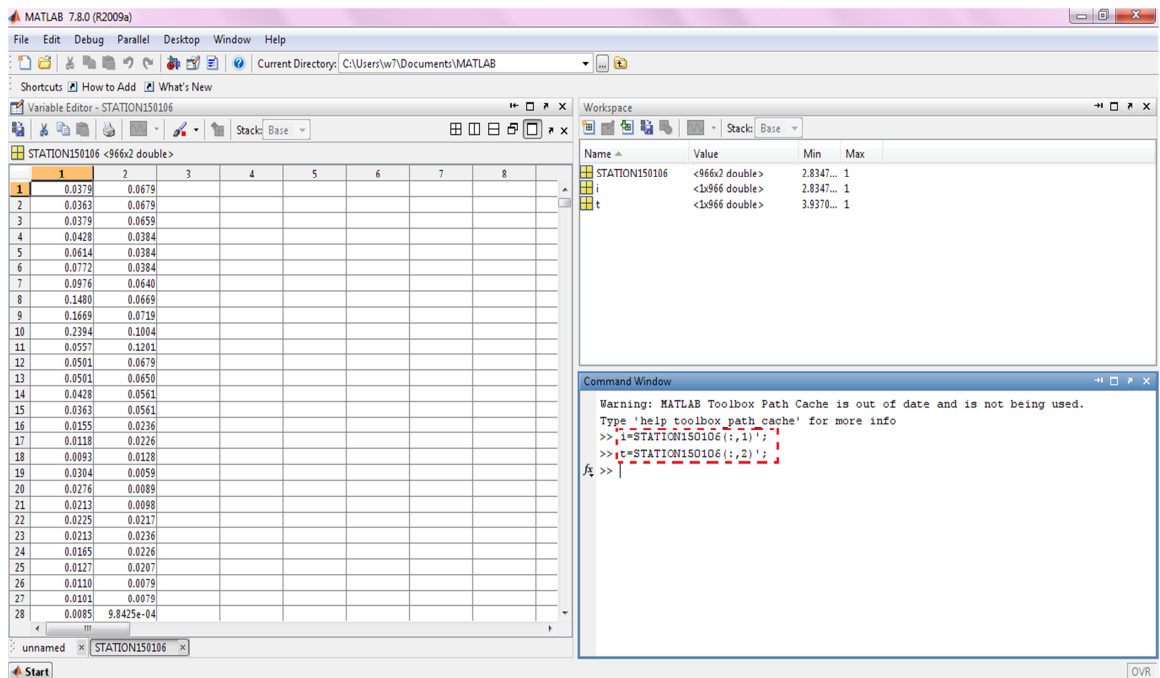 MATLAB 7.8.0 (R2009a)
File Edit Debug Parallel Desktop Window Help
Current Directory: C:\Users\w7\Documents\MATLAB
Shortcuts How to Add What's New
Variable Editor - STATION150106
Stack: Base
STATION150106 <966x2 double>
1 2 3 4 5 6 7 8
1 0.0379 0.0679
2 0.0363 0.0679
3 0.0379 0.0659
4 0.0428 0.0384
5 0.0614 0.0384
6 0.0772 0.0384
7 0.0976 0.0640
8 0.1480 0.0669
9 0.1669 0.0719
10 0.2394 0.1004
11 0.0557 0.1201
12 0.0501 0.0679
13 0.0501 0.0650
14 0.0428 0.0561
15 0.0363 0.0561
16 0.0155 0.0236
17 0.0118 0.0226
18 0.0093 0.0128
19 0.0304 0.0059
20 0.0276 0.0089
21 0.0213 0.0098
22 0.0225 0.0217
23 0.0213 0.0236
24 0.0165 0.0226
25 0.0127 0.0207
26 0.0110 0.0079
27 0.0101 0.0079
28 0.0085 9.8425e-04
unnamed STATION150106
Workspace
Stack: Base
Name Value Min Max
STATION150106 <966x2 double> 2.8347... 1
i <1x966 double> 2.8347... 1
t <1x966 double> 3.9370... 1
Command Window
Warning: MATLAB Toolbox Path Cache is out of date and is not being used.
Type 'help toolbox_path_cache' for more info
>> i=STATION150106(:,1)';
>> t=STATION150106(:,2)';
fx >>
Start
OVR